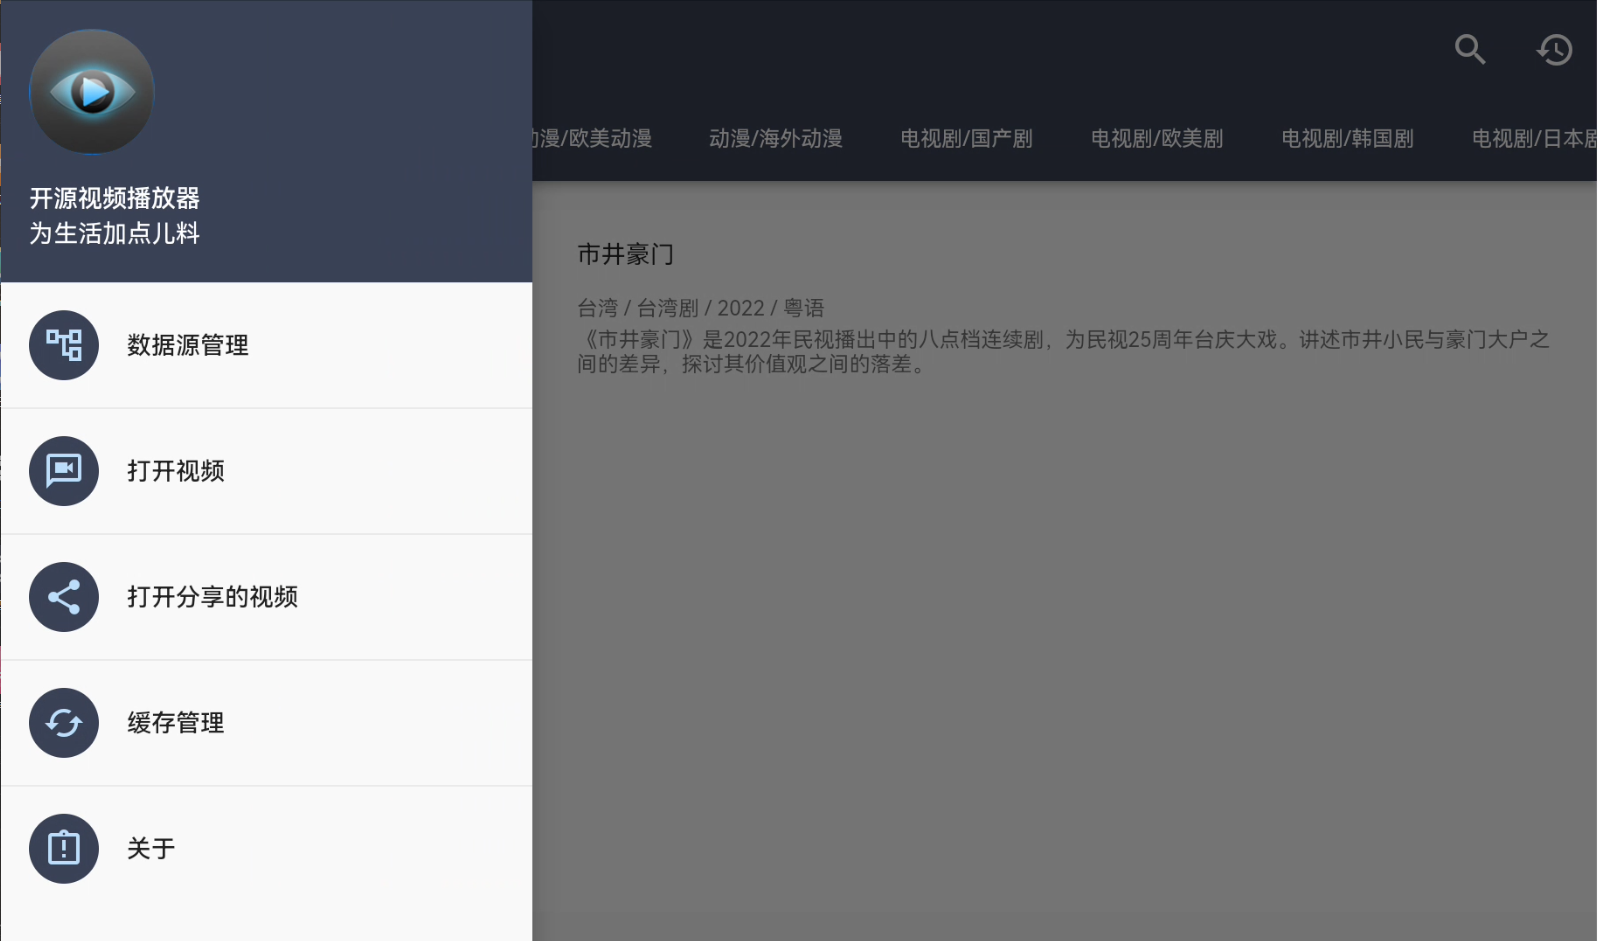 开源视频播放器
为生活加点儿料
数据源管理
打开视频
打开分享的视频
缓存管理
关于
动漫/欧美动漫 动漫/海外动漫 电视剧/国产剧 电视剧/欧美剧 电视剧/韩国剧 电视剧/日本剧
市井豪门
台湾 / 台湾剧 / 2022 / 粤语
《市井豪门》是2022年民视播出中的八点档连续剧，为民视25周年台庆大戏。讲述市井小民与豪门大户之
间的差异，探讨其价值观之间的落差。